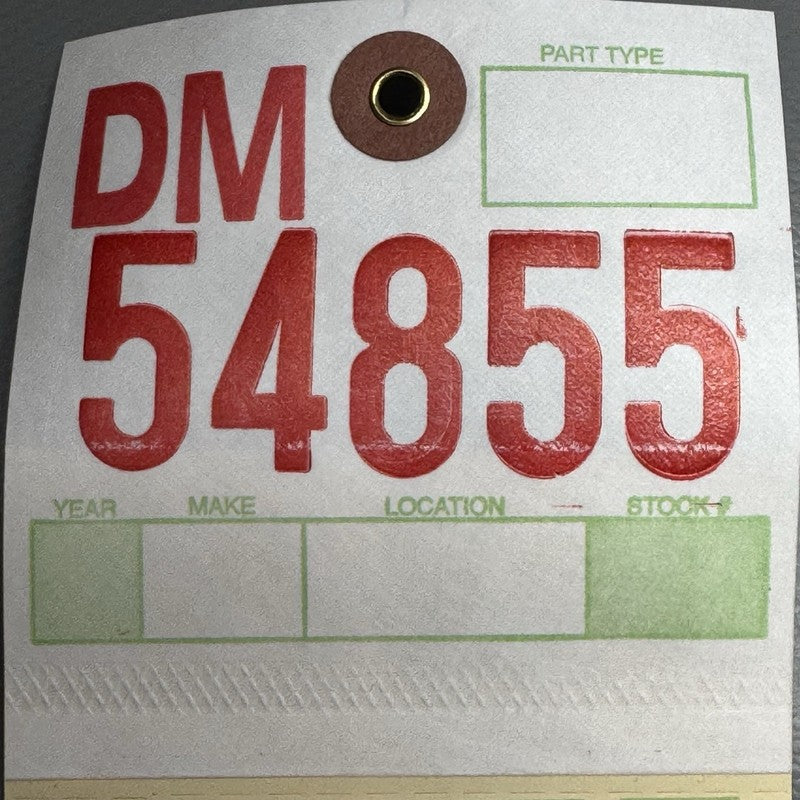 PART TYPE
DM
54855
YEAR MAKE LOCATION STOCK #